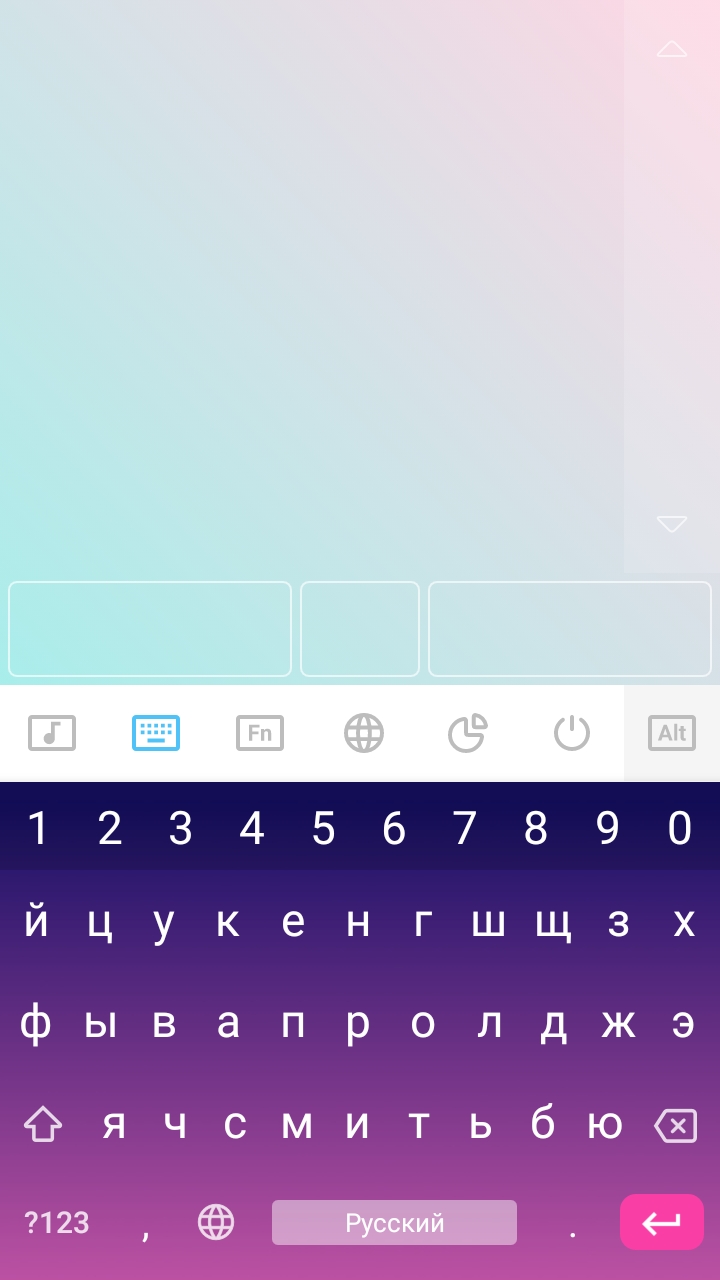 Fn Alt
1 2 3 4 5 6 7 8 9 0
й ц у к е н г ш щ з х
ф ы в а п р о л д ж э
я ч с м и т ь б ю
?123 , Русский .